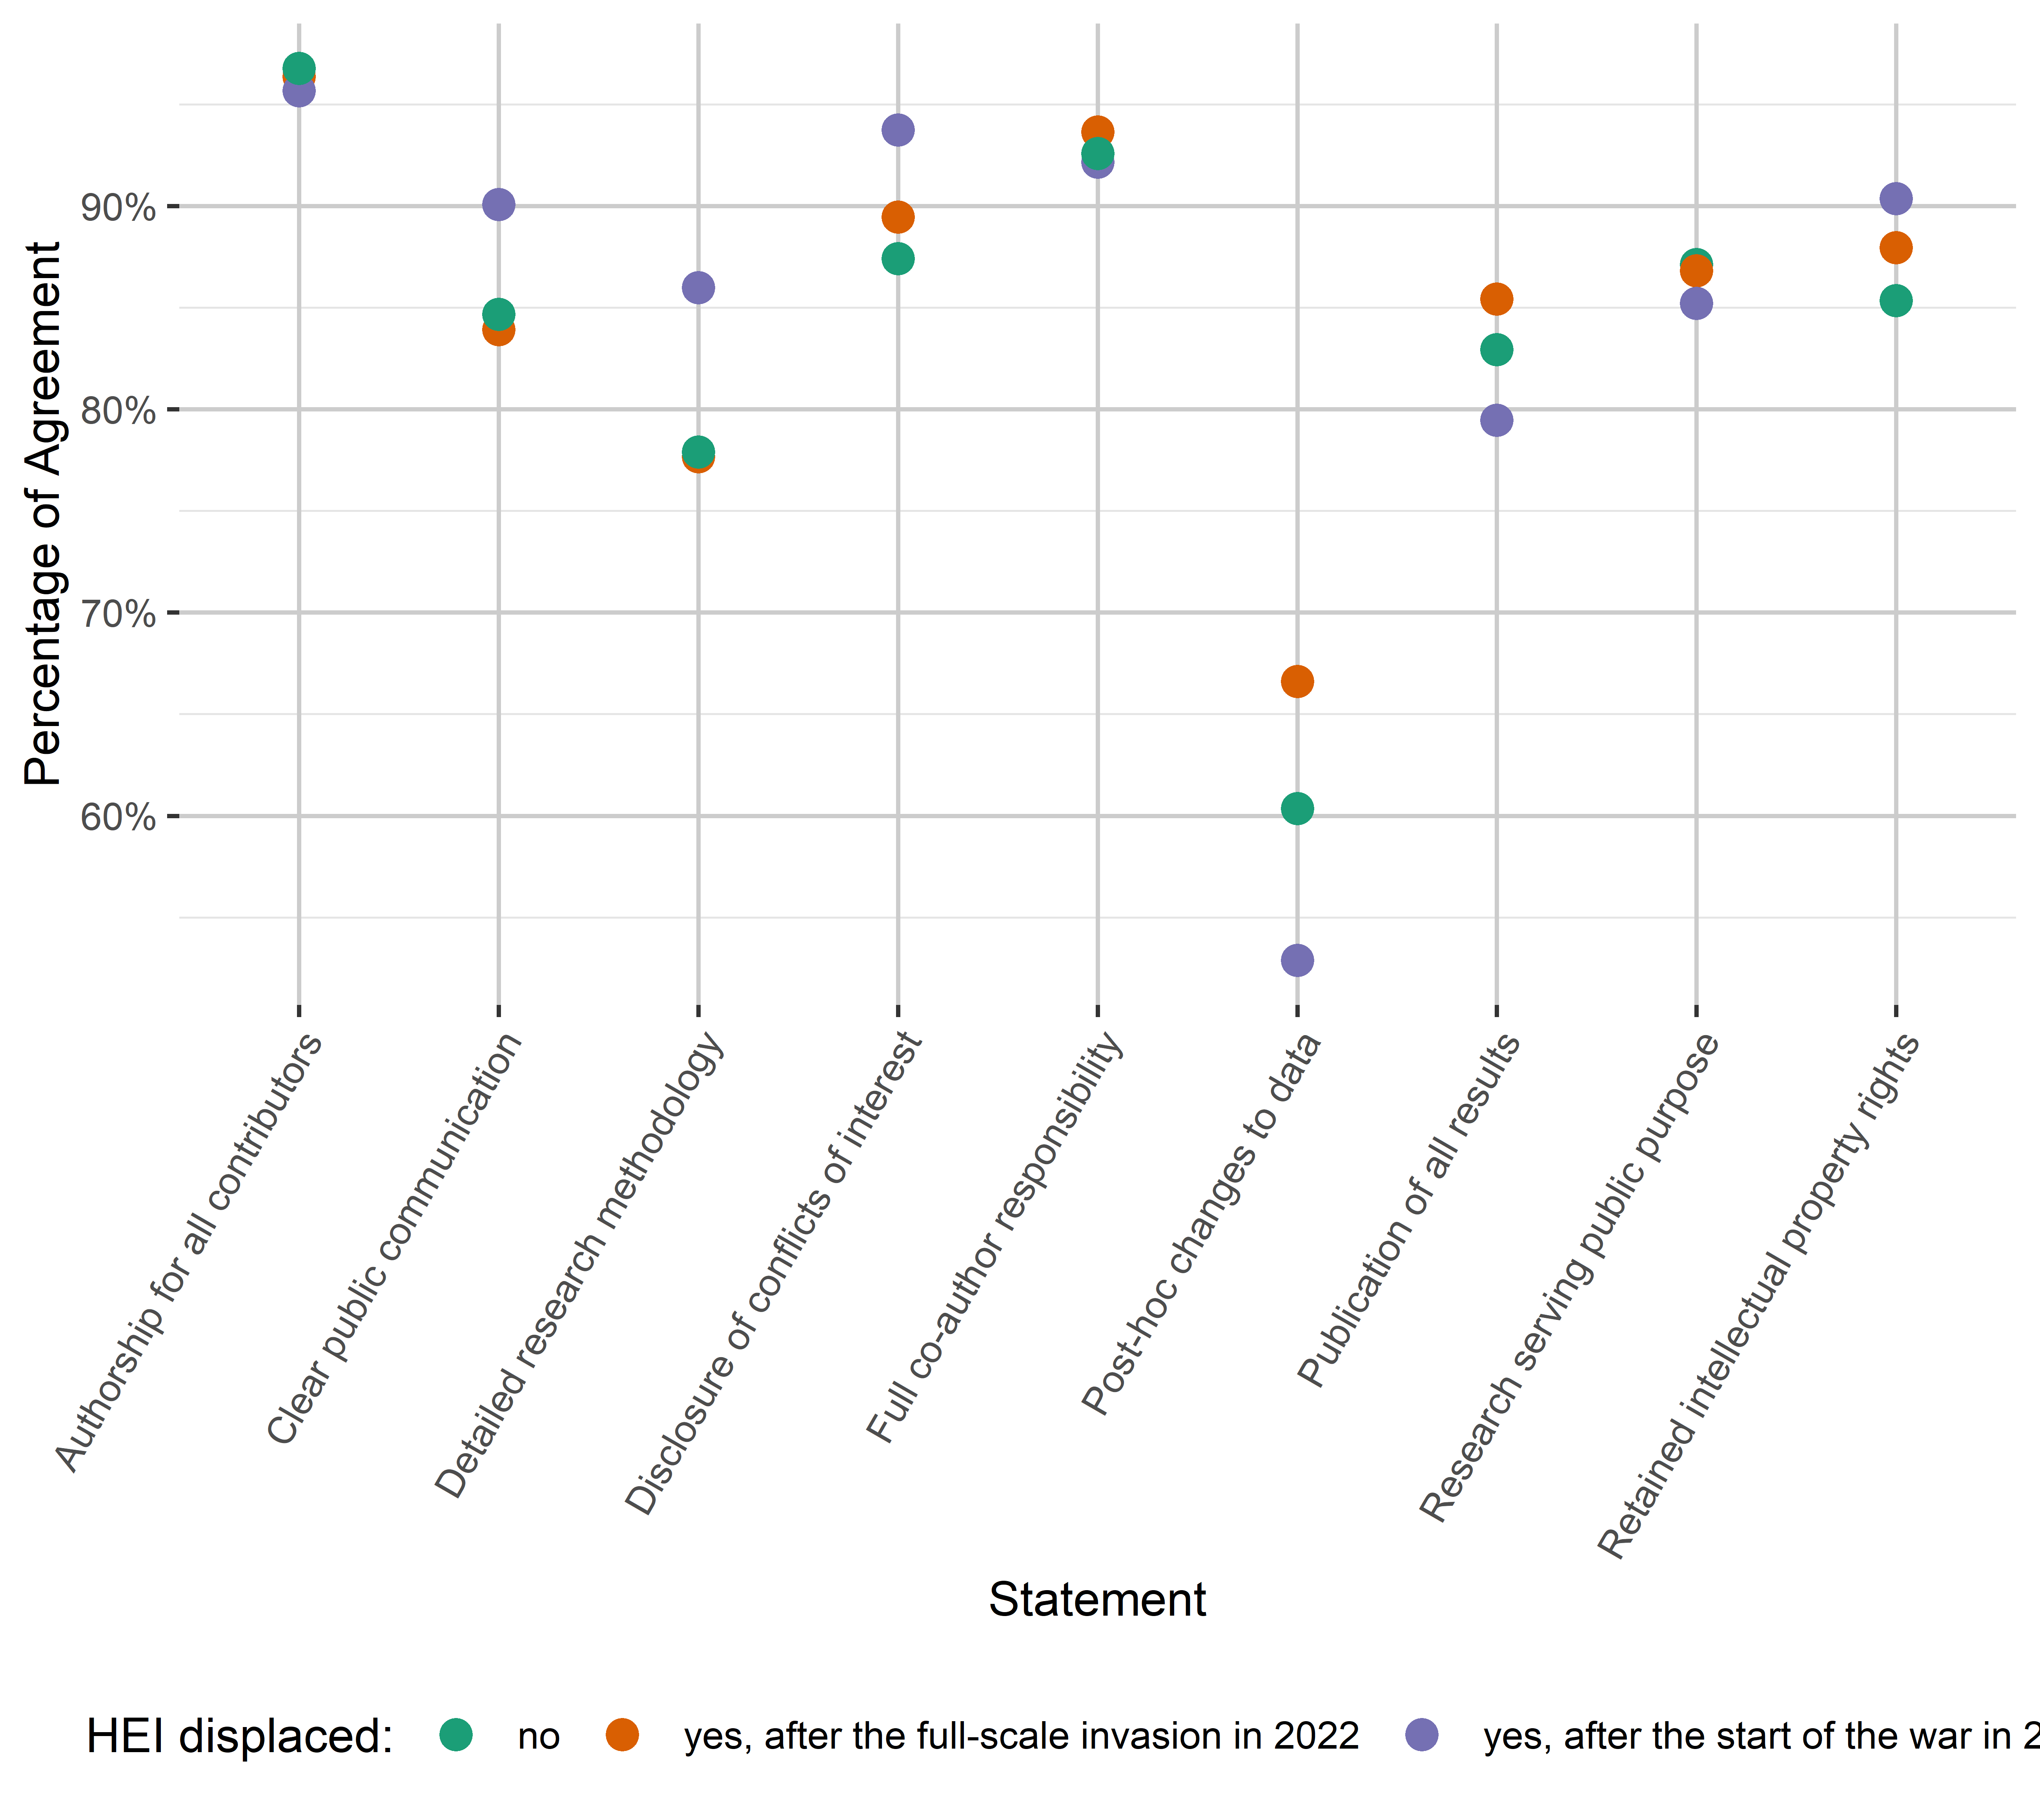 Percentage of Agreement
90%
80%
70%
60%
Authorship for all contributors
Clear public communication
Detailed research methodology
Disclosure of conflicts of interest
Full co-author responsibility
Post-hoc changes to data
Publication of all results
Research serving public purpose
Retained intellectual property rights
Statement
HEI displaced: no yes, after the full-scale invasion in 2022 yes, after the start of the war in